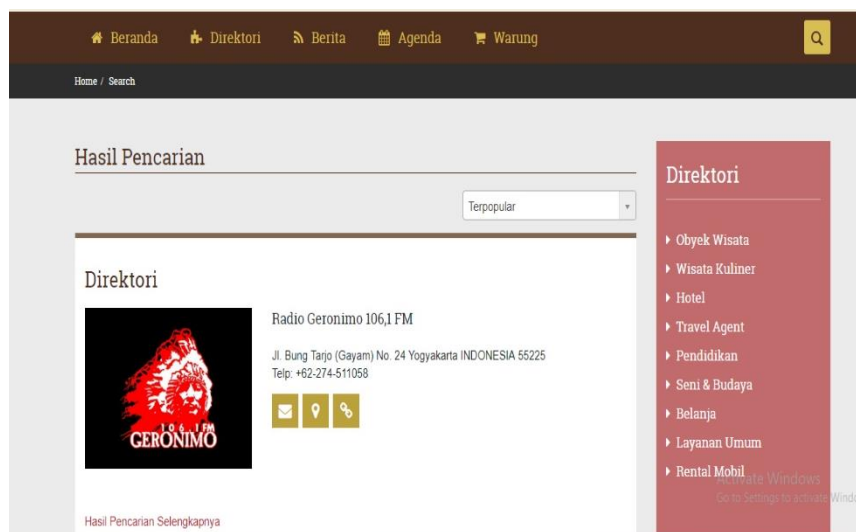 Beranda Direktori Berita Agenda Warung
Home / Search
Hasil Pencarian
Terpopular
Direktori
106.1 FM
GERONIMO
Radio Geronimo 106,1 FM
Jl. Bung Tarjo (Gayam) No. 24 Yogyakarta INDONESIA 55225
Telp: +62-274-511058
Hasil Pencarian Selengkapnya
Direktori
Obyek Wisata
Wisata Kuliner
Hotel
Travel Agent
Pendidikan
Seni & Budaya
Belanja
Layanan Umum
Rental Mobil
Activate Windows
Go to Settings to activate Windo